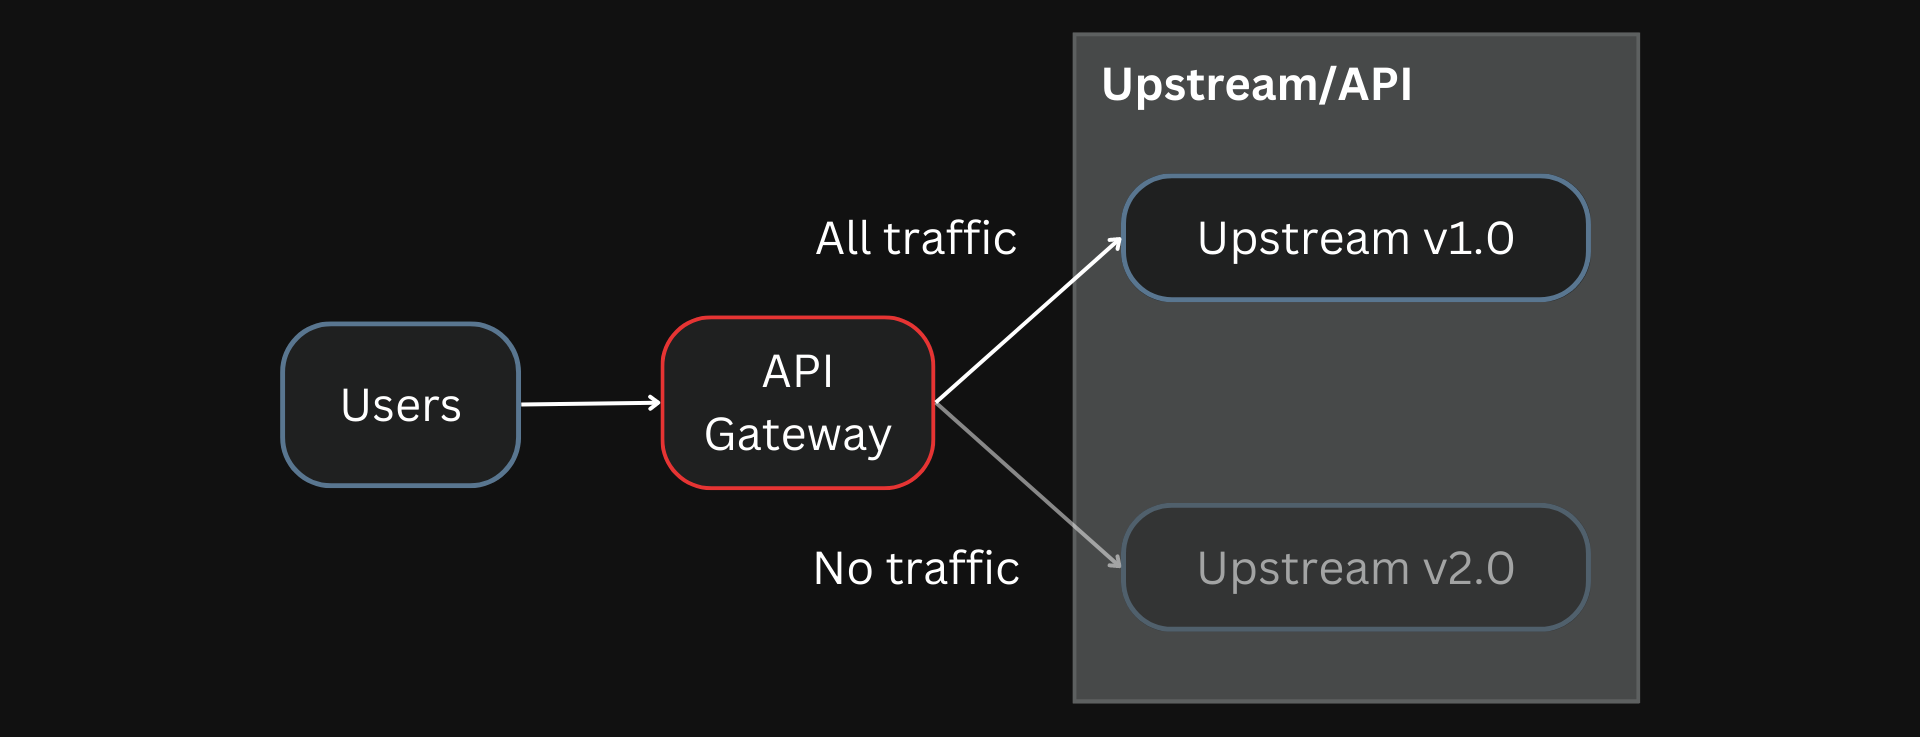 Upstream/API
All traffic
Upstream v1.0
Users
API
Gateway
No traffic
Upstream v2.0